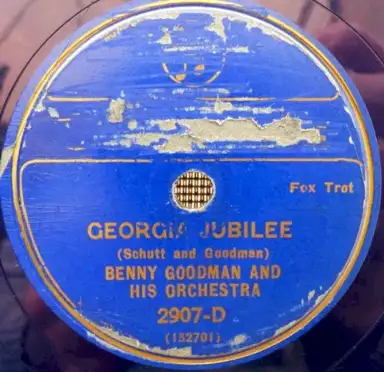 Fox Trot
GEORGIA JUBILEE
(Schutt and Goodman)
BENNY GOODMAN AND
HIS ORCHESTRA
2907-D
(152701)